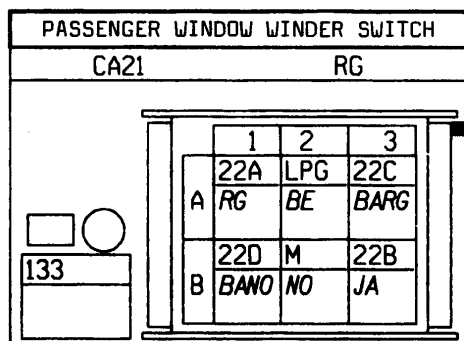 PASSENGER WINDOW WINDER SWITCH
CA21 RG
1 2 3
22A LPG 22C
A RG BE BARG
22D M 22B
133
B BANO NO JA